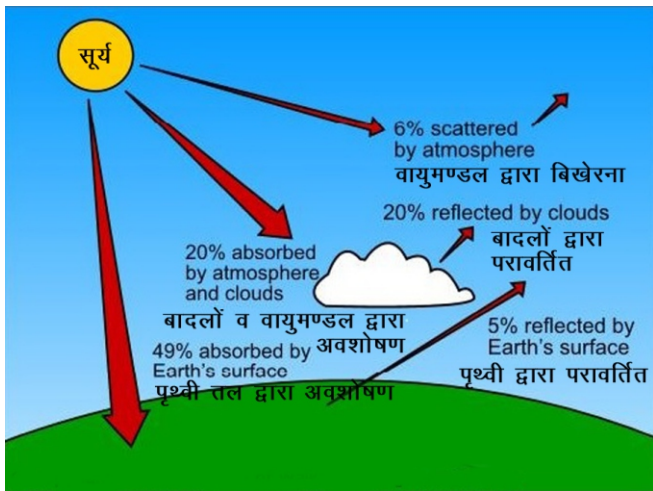 सूर्य
6% scattered
by atmosphere
वायुमण्डल द्वारा बिखेरना
20% reflected by clouds
बादलों द्वारा
परावर्तित
20% absorbed
by atmosphere
and clouds
बादलों व वायुमण्डल द्वारा
अवशोषण
49% absorbed by
Earth's surface
पृथ्वी तल द्वारा अवशोषण
5% reflected by
Earth's surface
पृथ्वी द्वारा परावर्तित